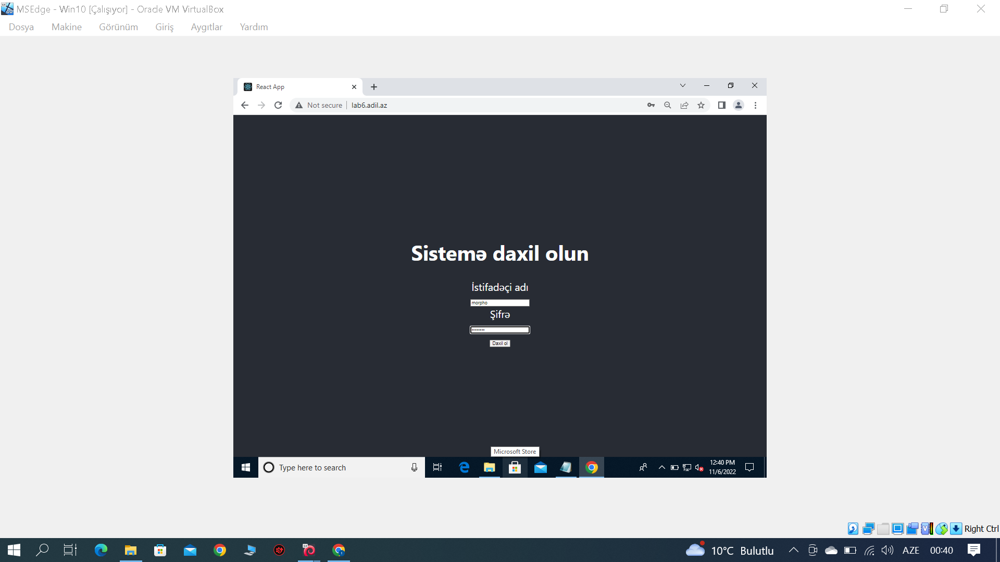 MSEdge - Win10 [Çalışıyor] - Oracle VM VirtualBox
Dosya Makine Görünüm Giriş Aygıtlar Yardım
React App
Not secure lab6.adil.az
Sistemə daxil olun
İstifadəçi adı
morpho
Şifrə
••••••••
Daxil ol
Microsoft Store
Type here to search
12:40 PM
11/6/2022
Right Ctrl
10°C Bulutlu
AZE
00:40